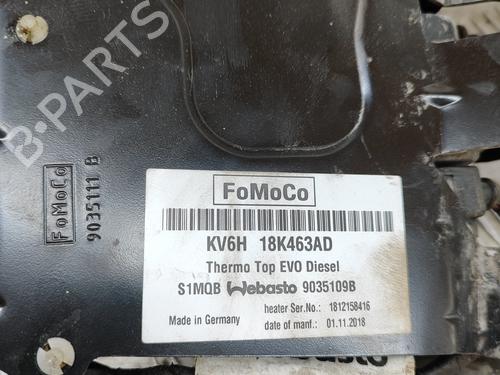 B-PARTS
FoMoCo
9035111 B
FoMoCo
KV6H 18K463AD
Thermo Top EVO Diesel
S1MQB Webasto 9035109B
heater Ser.No.: 1812158416
Made in Germany
date of manf.: 01.11.2018
Webasto